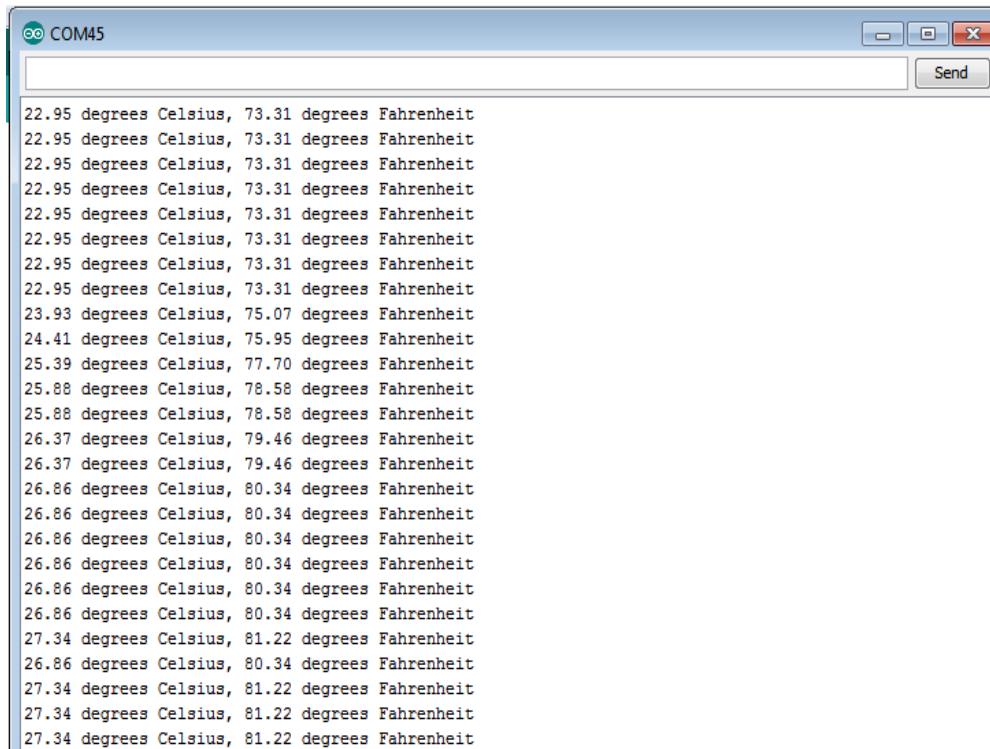 COM45
Send
22.95 degrees Celsius, 73.31 degrees Fahrenheit
22.95 degrees Celsius, 73.31 degrees Fahrenheit
22.95 degrees Celsius, 73.31 degrees Fahrenheit
22.95 degrees Celsius, 73.31 degrees Fahrenheit
22.95 degrees Celsius, 73.31 degrees Fahrenheit
22.95 degrees Celsius, 73.31 degrees Fahrenheit
22.95 degrees Celsius, 73.31 degrees Fahrenheit
22.95 degrees Celsius, 73.31 degrees Fahrenheit
23.93 degrees Celsius, 75.07 degrees Fahrenheit
24.41 degrees Celsius, 75.95 degrees Fahrenheit
25.39 degrees Celsius, 77.70 degrees Fahrenheit
25.88 degrees Celsius, 78.58 degrees Fahrenheit
25.88 degrees Celsius, 78.58 degrees Fahrenheit
26.37 degrees Celsius, 79.46 degrees Fahrenheit
26.37 degrees Celsius, 79.46 degrees Fahrenheit
26.86 degrees Celsius, 80.34 degrees Fahrenheit
26.86 degrees Celsius, 80.34 degrees Fahrenheit
26.86 degrees Celsius, 80.34 degrees Fahrenheit
26.86 degrees Celsius, 80.34 degrees Fahrenheit
26.86 degrees Celsius, 80.34 degrees Fahrenheit
26.86 degrees Celsius, 80.34 degrees Fahrenheit
27.34 degrees Celsius, 81.22 degrees Fahrenheit
26.86 degrees Celsius, 80.34 degrees Fahrenheit
27.34 degrees Celsius, 81.22 degrees Fahrenheit
27.34 degrees Celsius, 81.22 degrees Fahrenheit
27.34 degrees Celsius, 81.22 degrees Fahrenheit